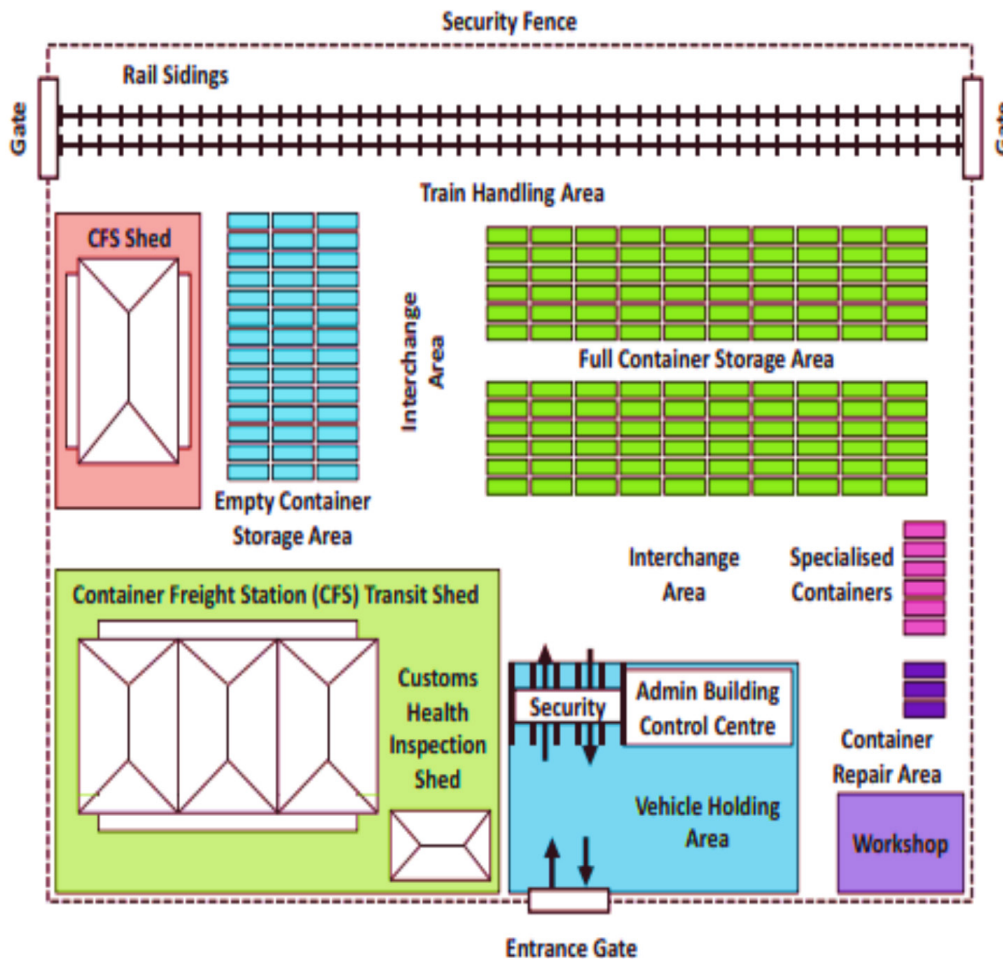 Security Fence
Rail Sidings
Gate
Gate
Train Handling Area
CFS Shed
Interchange
Area
Full Container Storage Area
Empty Container
Storage Area
Interchange
Area
Specialised
Containers
Container Freight Station (CFS) Transit Shed
Customs
Health
Inspection
Shed
Security
Admin Building
Control Centre
Container
Repair Area
Vehicle Holding
Area
Workshop
Entrance Gate